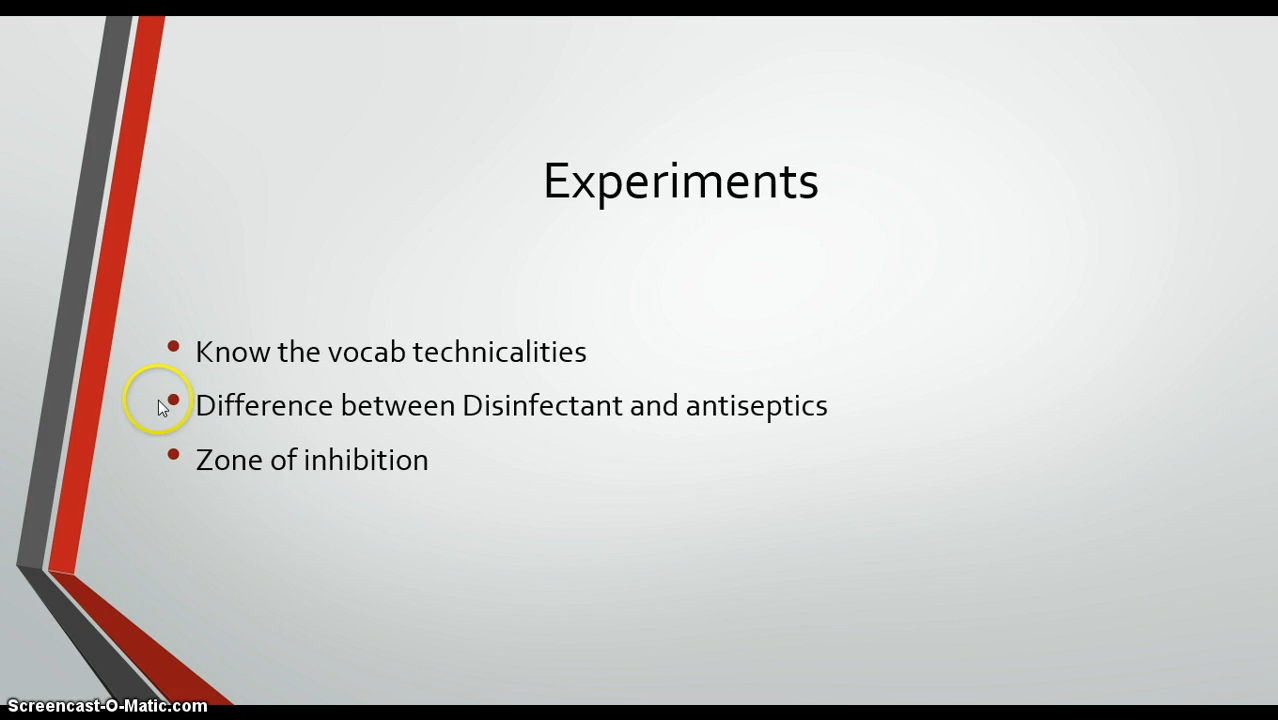 Experiments
Know the vocab technicalities
Difference between Disinfectant and antiseptics
Zone of inhibition
Screencast-O-Matic.com